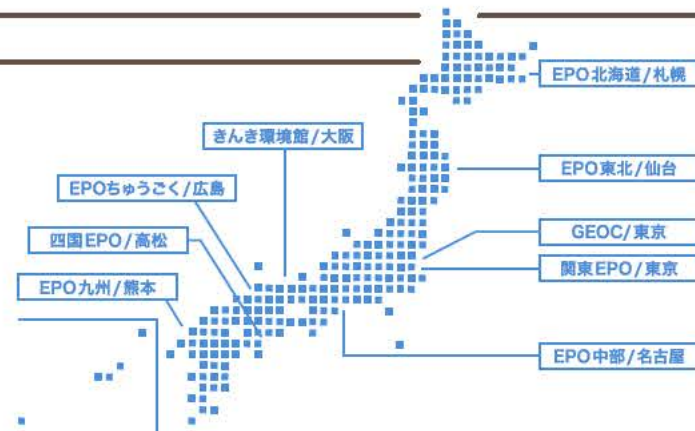 EPO北海道/札幌
きんき環境館/大阪
EPO東北/仙台
EPOちゅうごく/広島
GEOC/東京
四国EPO/高松
関東EPO/東京
EPO九州/熊本
EPO中部/名古屋